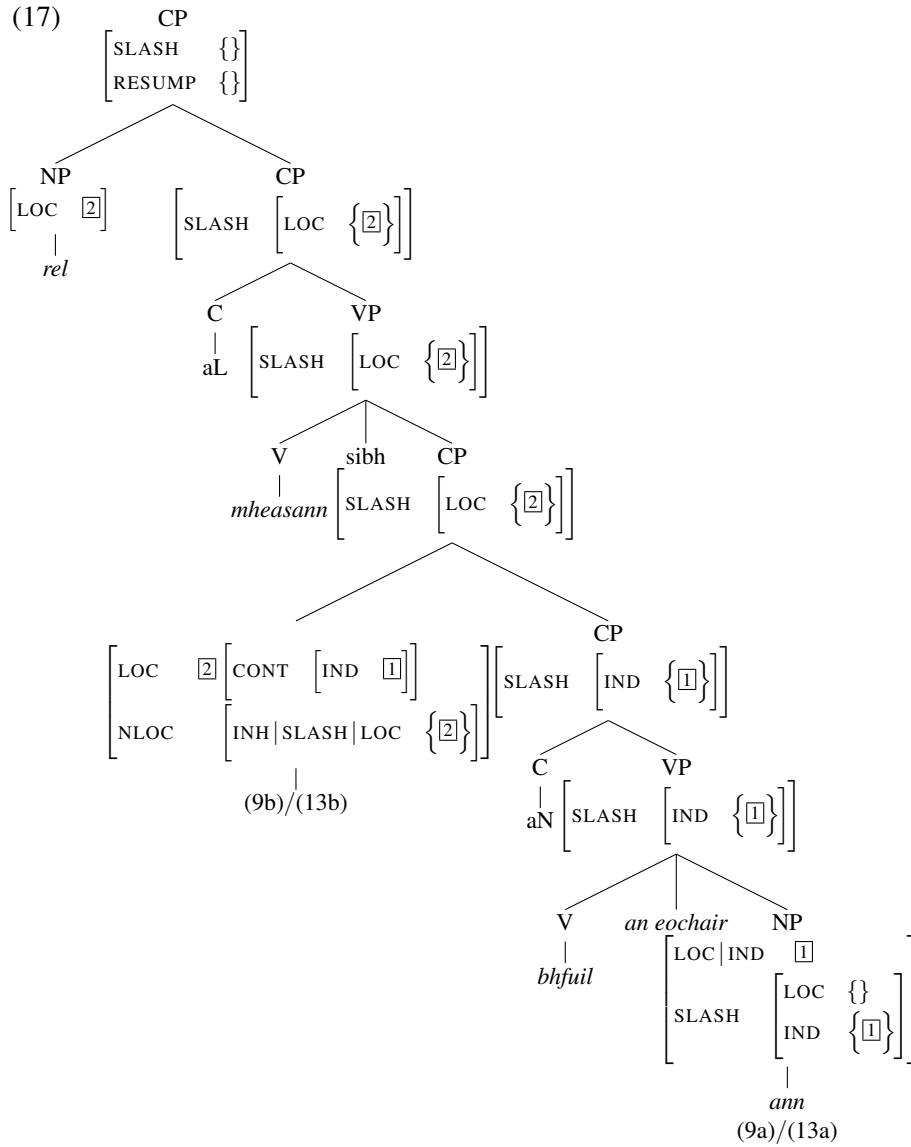 (17) CP
[SLASH {}]
[RESUMP {}]
NP CP
[LOC 2] [SLASH [LOC {2}]]
rel
C VP
aL [SLASH [LOC {2}]]
V sibh CP
mheasann [SLASH [LOC {2}]]
CP
[LOC 2 [CONT [IND 1]]] [SLASH [IND {1}]]
[NLOC [INH|SLASH|LOC {2}]]
C VP
(9b)/(13b) aN [SLASH [IND {1}]]
V an eochair NP
bhfuil [LOC|IND 1]
[SLASH [LOC {}]
[IND {1}]]
ann
(9a)/(13a)